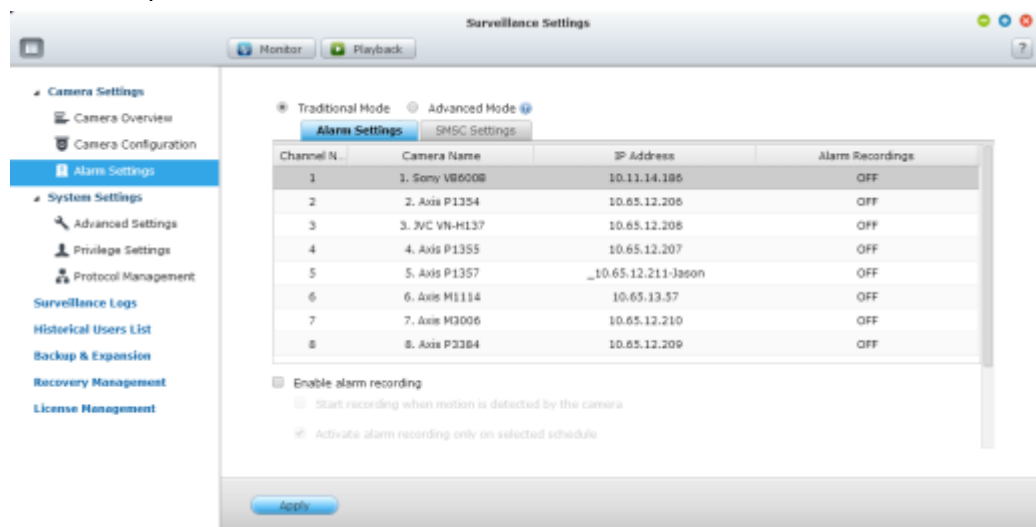 Surveillance Settings
Monitor Playback ?
Camera Settings
Camera Overview
Camera Configuration
Alarm Settings
System Settings
Advanced Settings
Privilege Settings
Protocol Management
Surveillance Logs
Historical Users List
Backup & Expansion
Recovery Management
License Management
Traditional Mode Advanced Mode
Alarm Settings SMSC Settings
Channel N... Camera Name IP Address Alarm Recordings
1 1. Sony VB600B 10.11.14.186 OFF
2 2. Axis P1354 10.65.12.206 OFF
3 3. JVC VN-H137 10.65.12.208 OFF
4 4. Axis P1355 10.65.12.207 OFF
5 5. Axis P1357 _10.65.12.211-Jason OFF
6 6. Axis M1114 10.65.13.57 OFF
7 7. Axis M3006 10.65.12.210 OFF
8 8. Axis P3384 10.65.12.209 OFF
Enable alarm recording
Start recording when motion is detected by the camera
Activate alarm recording only on selected schedule
Apply